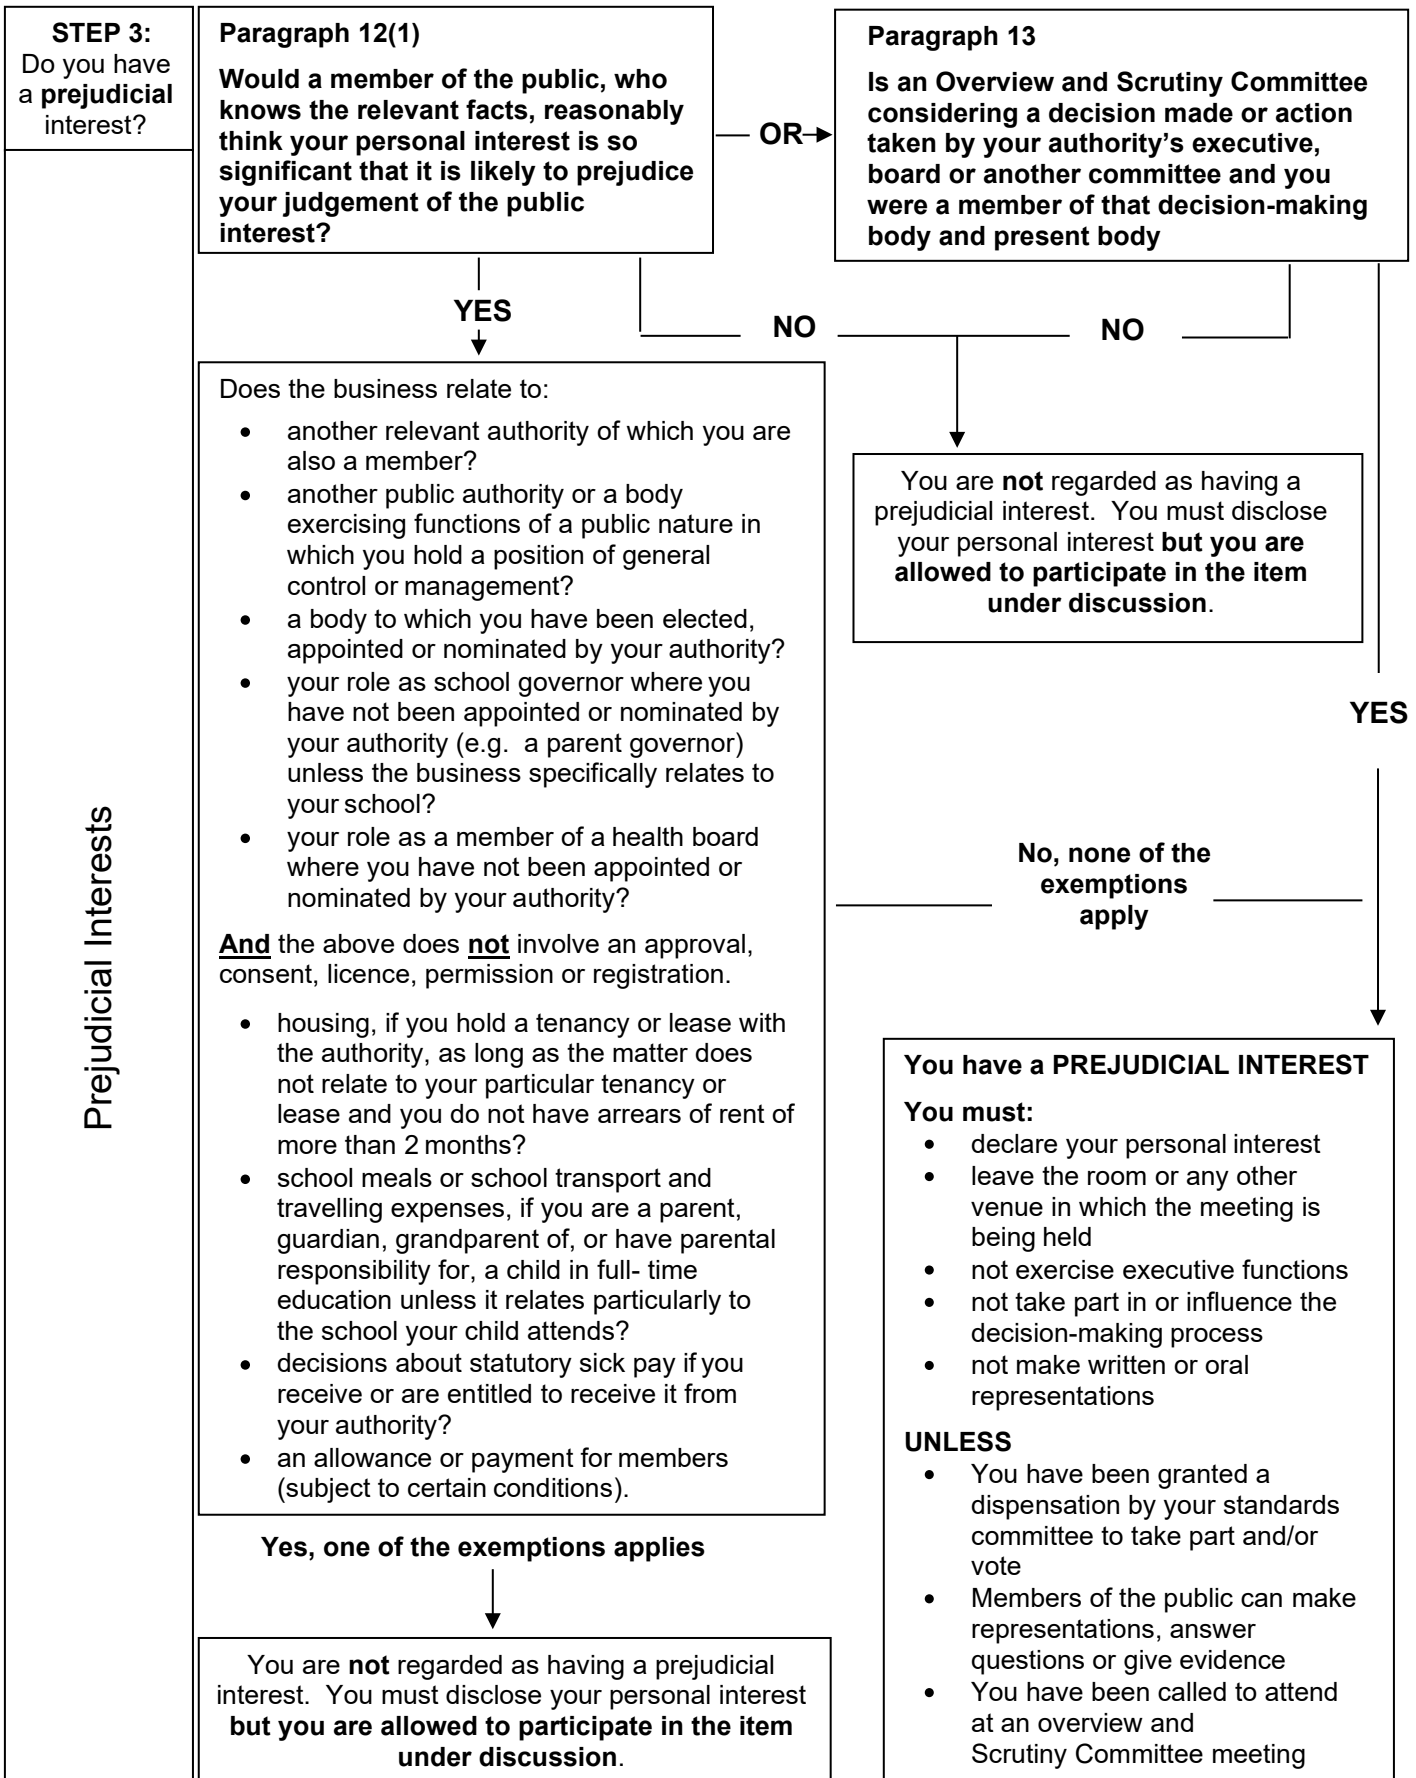 STEP 3:
Do you have
a prejudicial
interest?
Prejudicial Interests
Paragraph 12(1)
Would a member of the public, who
knows the relevant facts, reasonably
think your personal interest is so
significant that it is likely to prejudice
your judgement of the public
interest?
OR
Paragraph 13
Is an Overview and Scrutiny Committee
considering a decision made or action
taken by your authority’s executive,
board or another committee and you
were a member of that decision-making
body and present body
YES
NO
NO
Does the business relate to:
• another relevant authority of which you are
also a member?
• another public authority or a body
exercising functions of a public nature in
which you hold a position of general
control or management?
• a body to which you have been elected,
appointed or nominated by your authority?
• your role as school governor where you
have not been appointed or nominated by
your authority (e.g. a parent governor)
unless the business specifically relates to
your school?
• your role as a member of a health board
where you have not been appointed or
nominated by your authority?
And the above does not involve an approval,
consent, licence, permission or registration.
• housing, if you hold a tenancy or lease with
the authority, as long as the matter does
not relate to your particular tenancy or
lease and you do not have arrears of rent of
more than 2 months?
• school meals or school transport and
travelling expenses, if you are a parent,
guardian, grandparent of, or have parental
responsibility for, a child in full- time
education unless it relates particularly to
the school your child attends?
• decisions about statutory sick pay if you
receive or are entitled to receive it from
your authority?
• an allowance or payment for members
(subject to certain conditions).
You are not regarded as having a
prejudicial interest. You must disclose
your personal interest but you are
allowed to participate in the item
under discussion.
YES
No, none of the
exemptions
apply
You have a PREJUDICIAL INTEREST
You must:
• declare your personal interest
• leave the room or any other
venue in which the meeting is
being held
• not exercise executive functions
• not take part in or influence the
decision-making process
• not make written or oral
representations
UNLESS
• You have been granted a
dispensation by your standards
committee to take part and/or
vote
• Members of the public can make
representations, answer
questions or give evidence
• You have been called to attend
at an overview and
Scrutiny Committee meeting
Yes, one of the exemptions applies
You are not regarded as having a prejudicial
interest. You must disclose your personal interest
but you are allowed to participate in the item
under discussion.